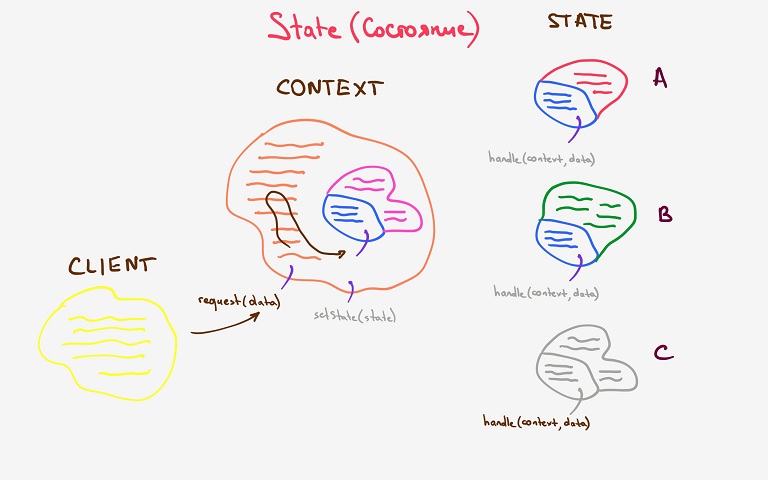 State (Состояние)
STATE
CONTEXT
A
handle(context, data)
B
CLIENT
handle(context, data)
request(data)
setState(state)
C
handle(context, data)